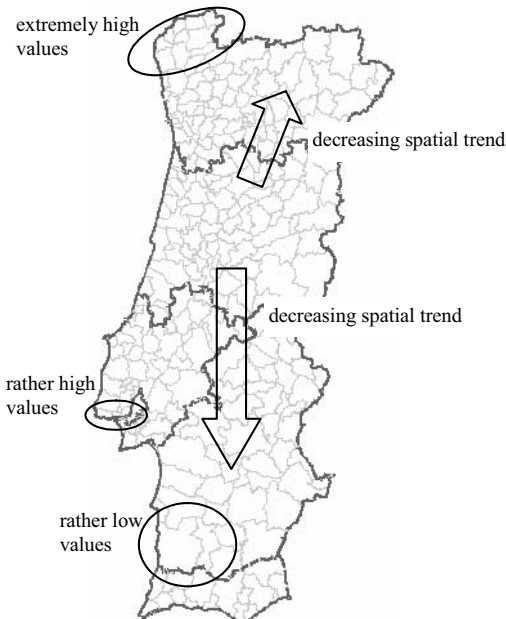 extremely high
values
decreasing spatial trend
decreasing spatial trend
rather high
values
rather low
values